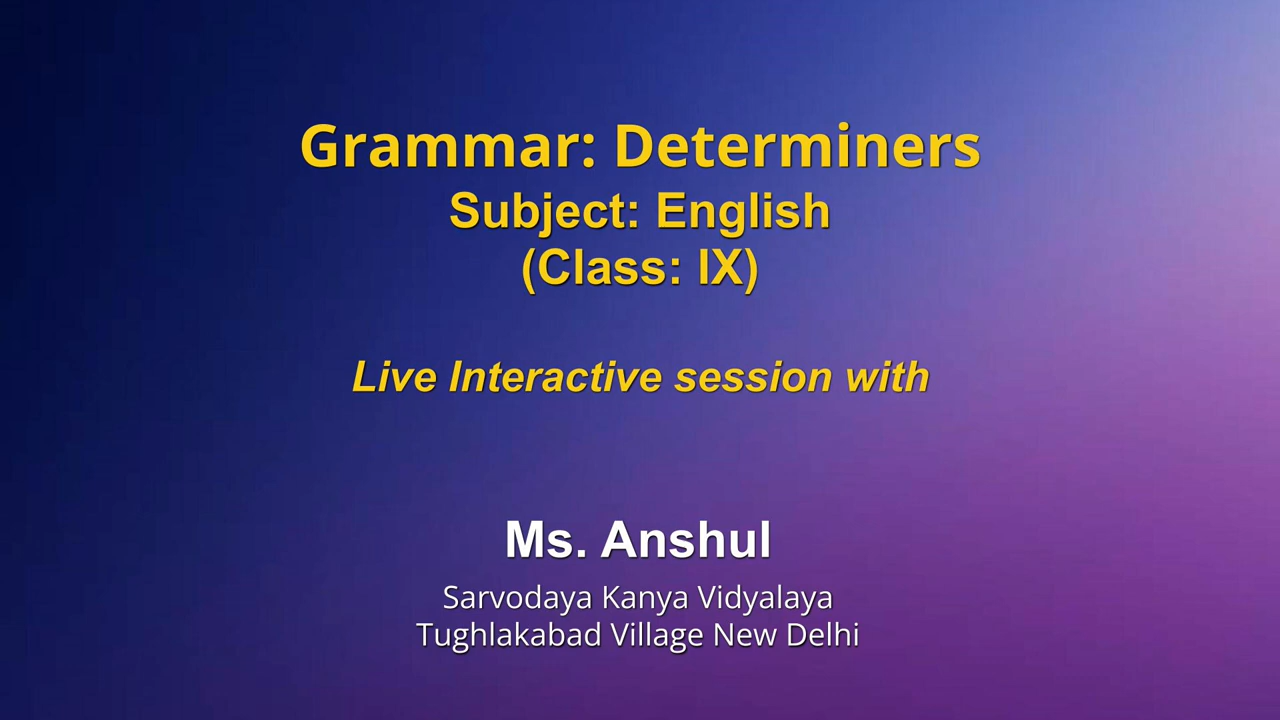 Grammar: Determiners
Subject: English
(Class: IX)
Live Interactive session with
Ms. Anshul
Sarvodaya Kanya Vidyalaya
Tughlakabad Village New Delhi